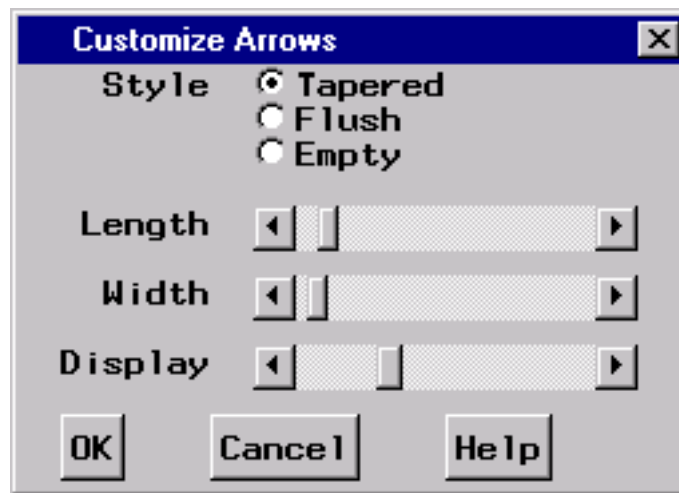 Customize Arrows
Style Tapered
Flush
Empty
Length
Width
Display
OK Cancel Help